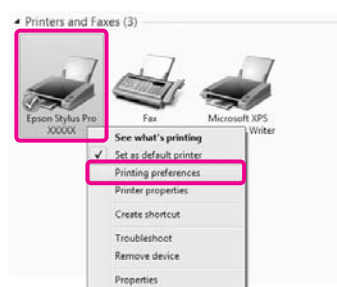 Printers and Faxes (3)
Epson Stylus Pro
XXXXX
Fax
Microsoft XPS
Writer
See what's printing
Set as default printer
Printing preferences
Printer properties
Create shortcut
Troubleshoot
Remove device
Properties